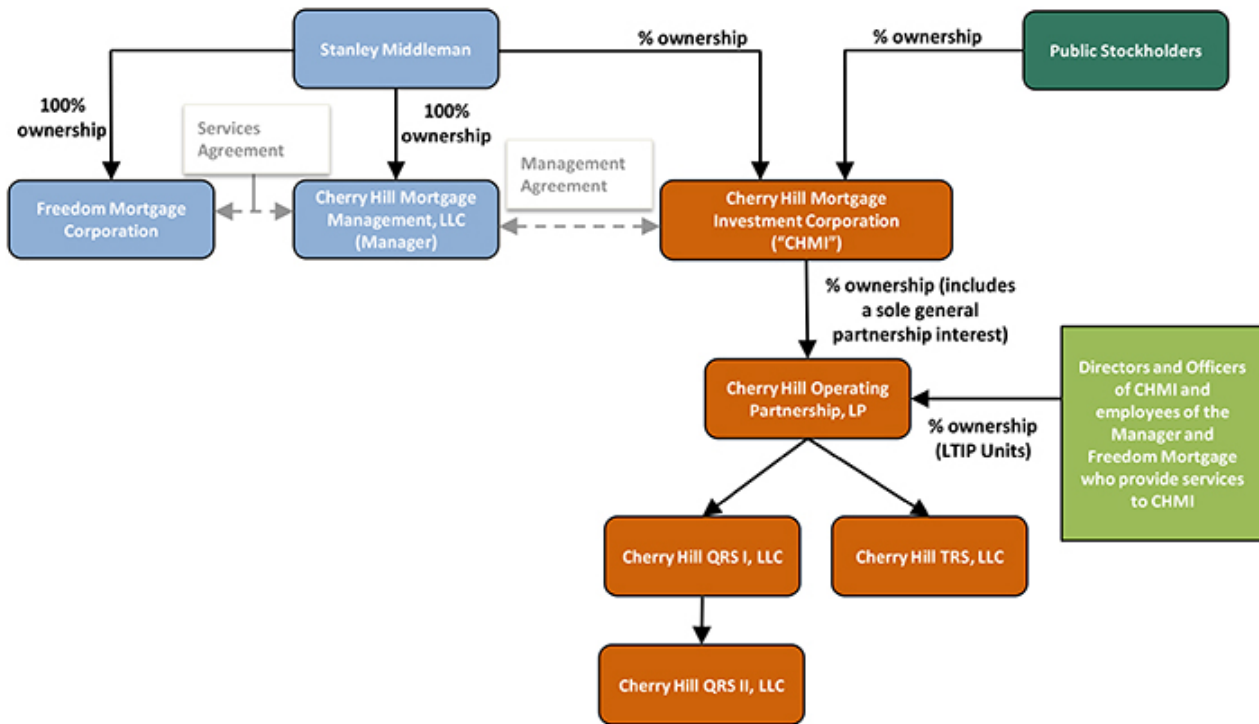 Stanley Middleman
% ownership
% ownership
Public Stockholders
100%
ownership
Services
Agreement
100%
ownership
Management
Agreement
Freedom Mortgage
Corporation
Cherry Hill Mortgage
Management, LLC
(Manager)
Cherry Hill Mortgage
Investment Corporation
(“CHMI”)
% ownership (includes
a sole general
partnership interest)
Cherry Hill Operating
Partnership, LP
% ownership
(LTIP Units)
Directors and Officers
of CHMI and
employees of the
Manager and
Freedom Mortgage
who provide services
to CHMI
Cherry Hill QRS I, LLC
Cherry Hill TRS, LLC
Cherry Hill QRS II, LLC